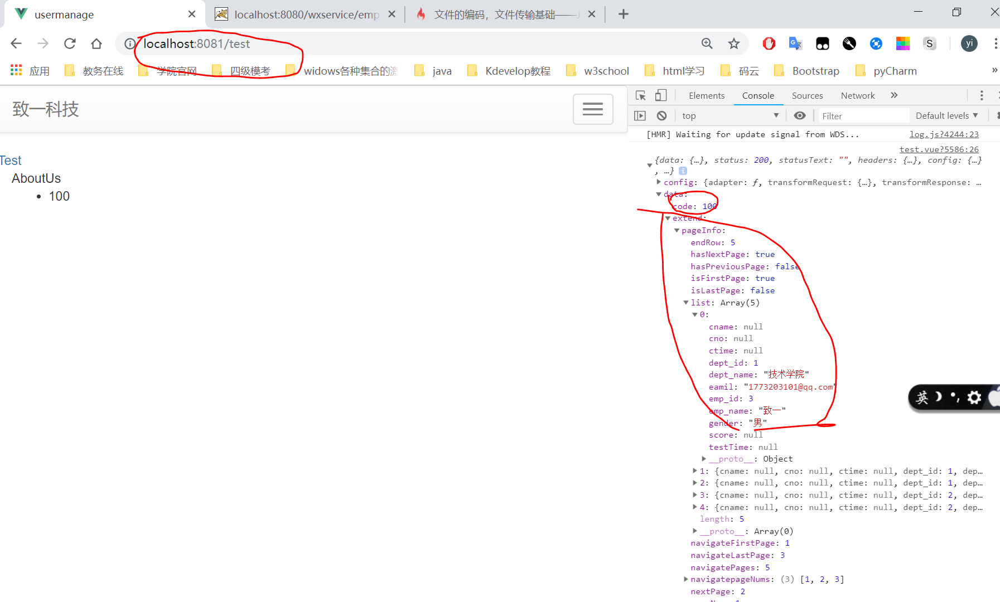 usermanage
localhost:8080/wxservice/emp
文件的编码，文件传输基础——J
localhost:8081/test
yi
应用
教务在线
学院官网
四级模考
widows各种集合的激
java
Kdevelop教程
w3school
html学习
码云
Bootstrap
pyCharm
»
致一科技
Elements
Console
Sources
Network
»
top
Filter
Default levels ▼
[HMR] Waiting for update signal from WDS...
log.js?4244:23
test.vue?5586:26
{data: {…}, status: 200, statusText: "", headers: {…}, config: {…}
, …}
config: {adapter: ƒ, transformRequest: {…}, transformResponse: …
data:
code: 100
extend:
pageInfo:
endRow: 5
hasNextPage: true
hasPreviousPage: false
isFirstPage: true
isLastPage: false
list: Array(5)
0:
cname: null
cno: null
ctime: null
dept_id: 1
dept_name: "技术学院"
eamil: "1773203101@qq.com"
emp_id: 3
emp_name: "致一"
gender: "男"
score: null
testTime: null
__proto__: Object
1: {cname: null, cno: null, ctime: null, dept_id: 1, dep…
2: {cname: null, cno: null, ctime: null, dept_id: 1, dep…
3: {cname: null, cno: null, ctime: null, dept_id: 2, dep…
4: {cname: null, cno: null, ctime: null, dept_id: 2, dep…
length: 5
__proto__: Array(0)
navigateFirstPage: 1
navigateLastPage: 3
navigatePages: 5
navigatepageNums: (3) [1, 2, 3]
nextPage: 2
Test
AboutUs
100
英